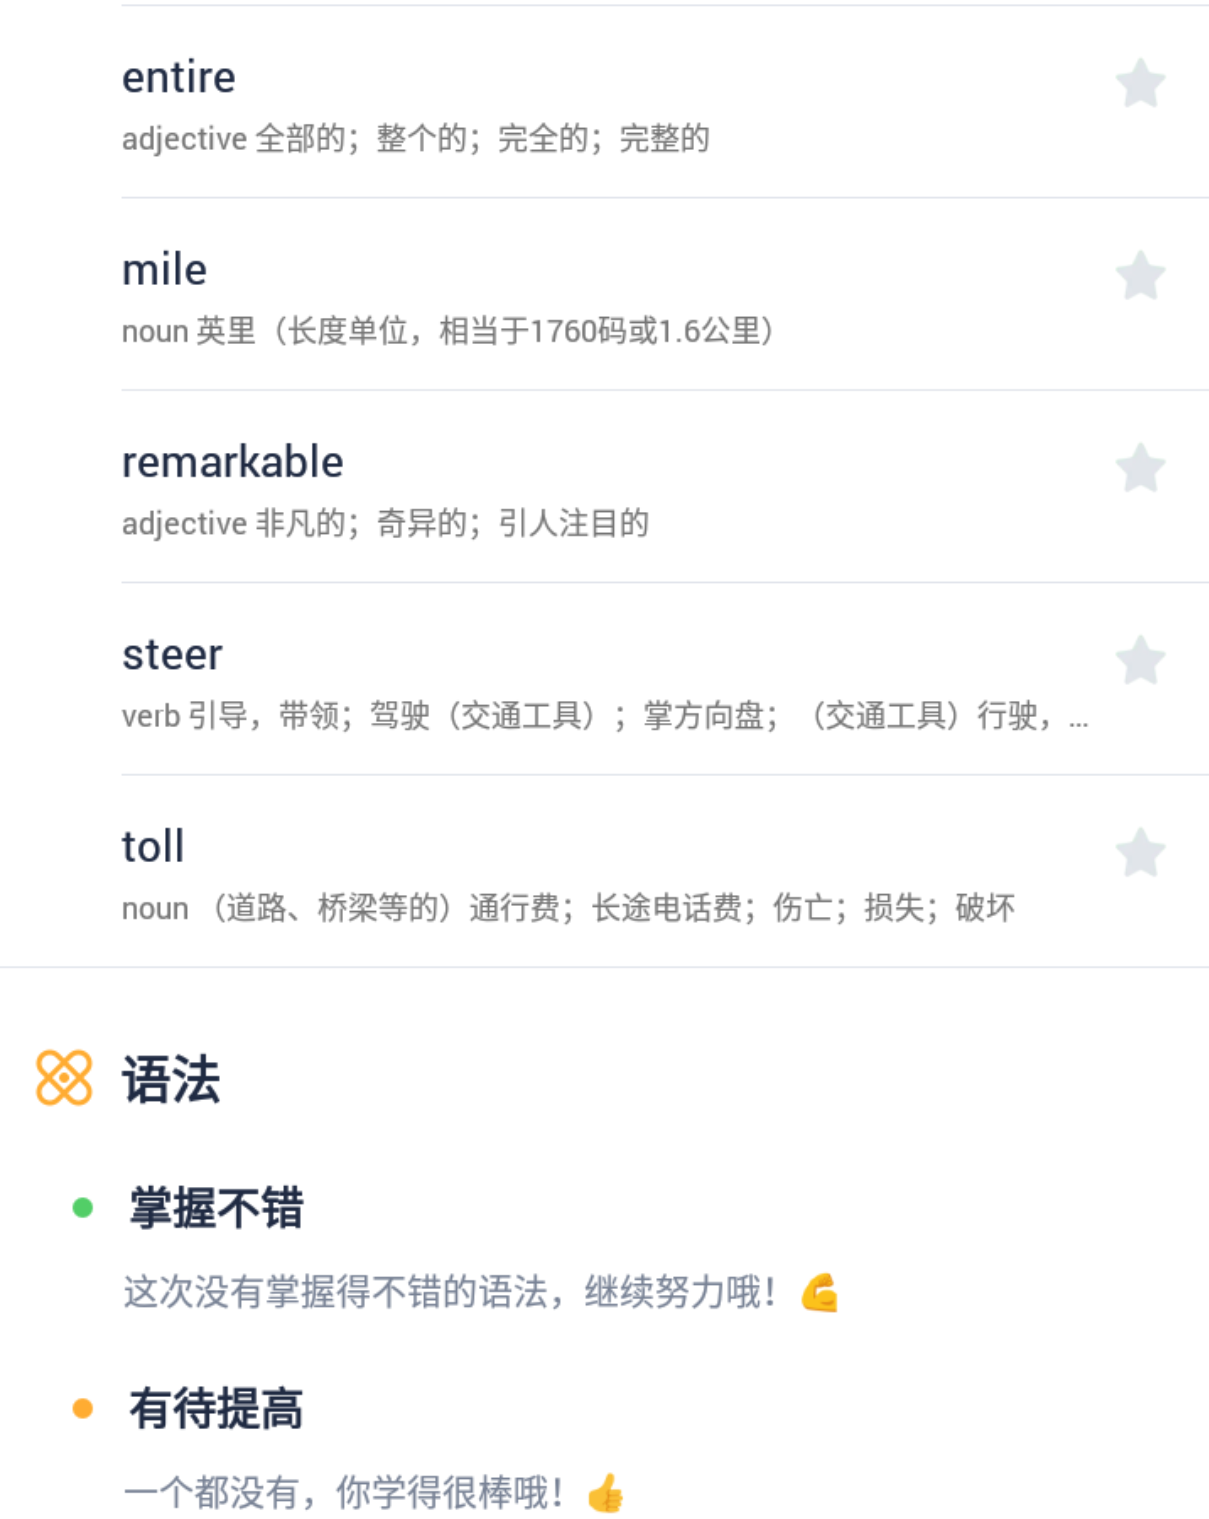 entire
adjective 全部的；整个的；完全的；完整的
mile
noun 英里（长度单位，相当于1760码或1.6公里）
remarkable
adjective 非凡的；奇异的；引人注目的
steer
verb 引导，带领；驾驶（交通工具）；掌方向盘；（交通工具）行驶，...
toll
noun （道路、桥梁等的）通行费；长途电话费；伤亡；损失；破坏
语法
掌握不错
这次没有掌握得不错的语法，继续努力哦！💪
有待提高
一个都没有，你学得很棒哦！👍